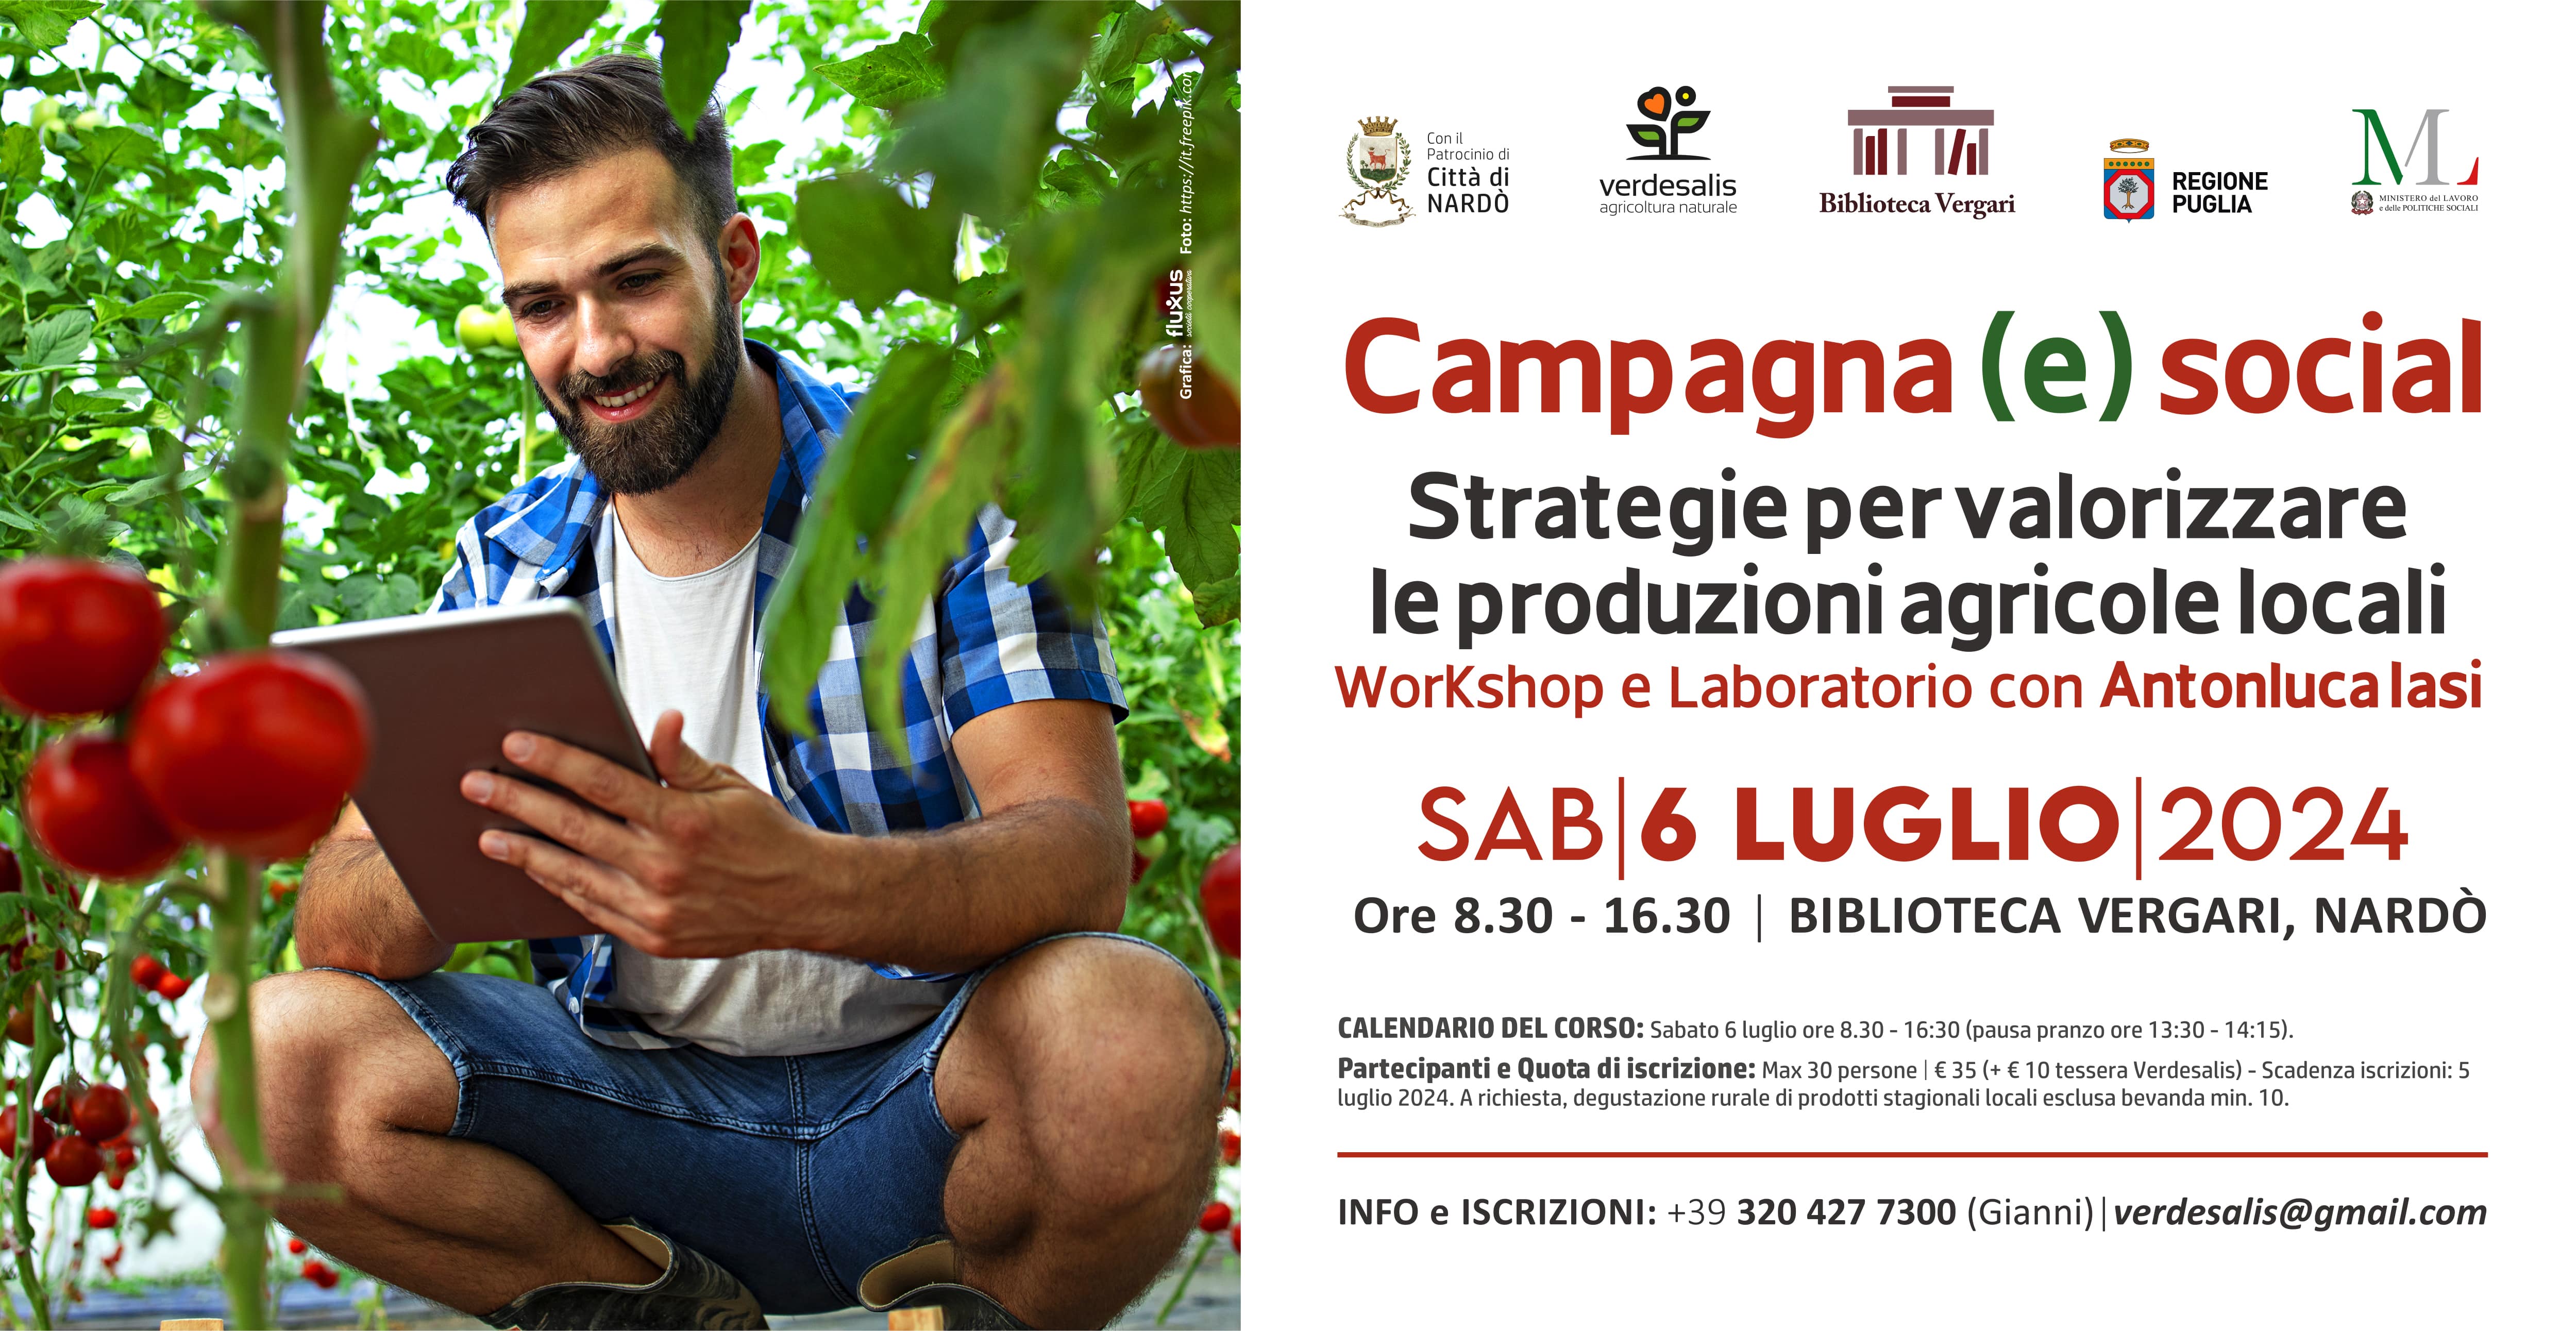 Con il
Patrocinio di
Città di
NARDÒ
verdesalis
agricoltura naturale
Biblioteca Vergari
REGIONE
PUGLIA
ML
MINISTERO del LAVORO
e delle POLITICHE SOCIALI
Grafica: fluxus società cooperativa Foto: https://it.freepik.com
Campagna (e) social
Strategie per valorizzare
le produzioni agricole locali
WorKshop e Laboratorio con Antonluca Iasi
SAB|6 LUGLIO|2024
Ore 8.30 - 16.30 | BIBLIOTECA VERGARI, NARDÒ
CALENDARIO DEL CORSO: Sabato 6 luglio ore 8.30 - 16:30 (pausa pranzo ore 13:30 - 14:15).
Partecipanti e Quota di iscrizione: Max 30 persone | € 35 (+ € 10 tessera Verdesalis) - Scadenza iscrizioni: 5
luglio 2024. A richiesta, degustazione rurale di prodotti stagionali locali esclusa bevanda min. 10.
INFO e ISCRIZIONI: +39 320 427 7300 (Gianni)|verdesalis@gmail.com